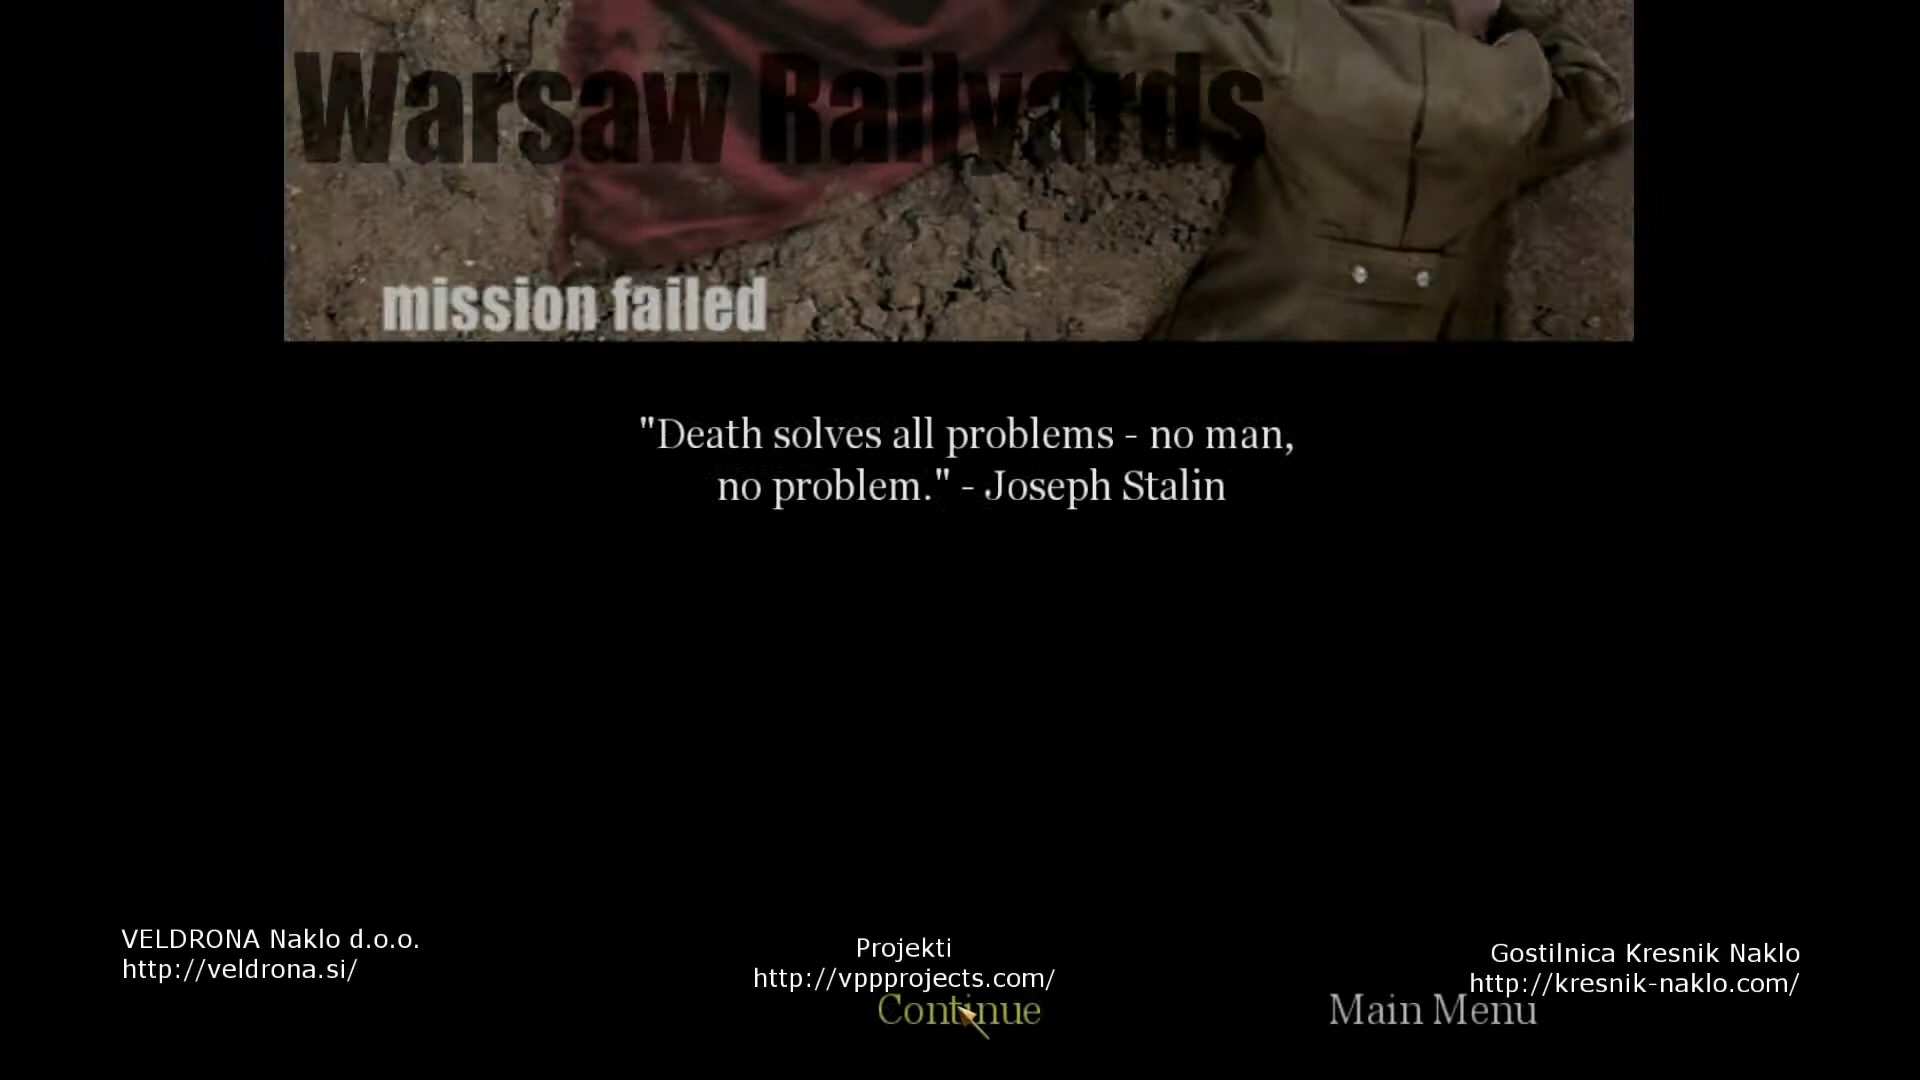 Warsaw Railyards
mission failed
"Death solves all problems - no man,
no problem." - Joseph Stalin
VELDRONA Naklo d.o.o.
http://veldrona.si/
Projekti
http://vppprojects.com/
Gostilnica Kresnik Naklo
http://kresnik-naklo.com/
Continue
Main Menu